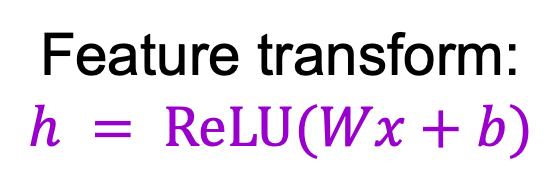 Feature transform:
h = ReLU(Wx + b)